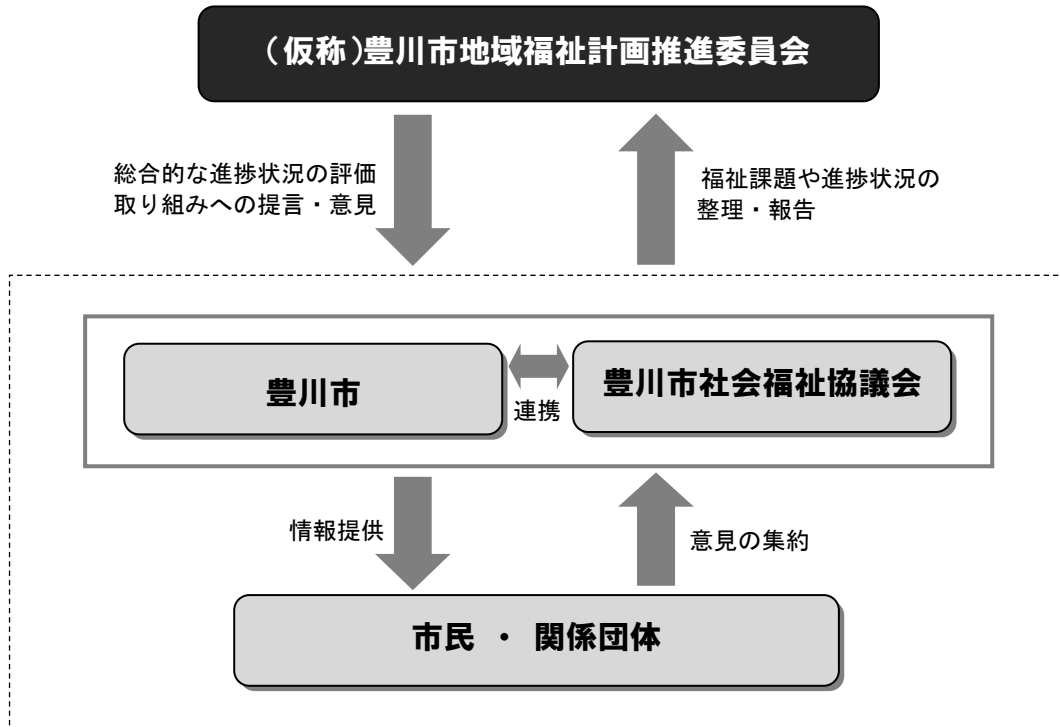 （仮称）豊川市地域福祉計画推進委員会
総合的な進捗状況の評価
取り組みへの提言・意見
福祉課題や進捗状況の
整理・報告
豊川市
連携
豊川市社会福祉協議会
情報提供
意見の集約
市民 ・ 関係団体